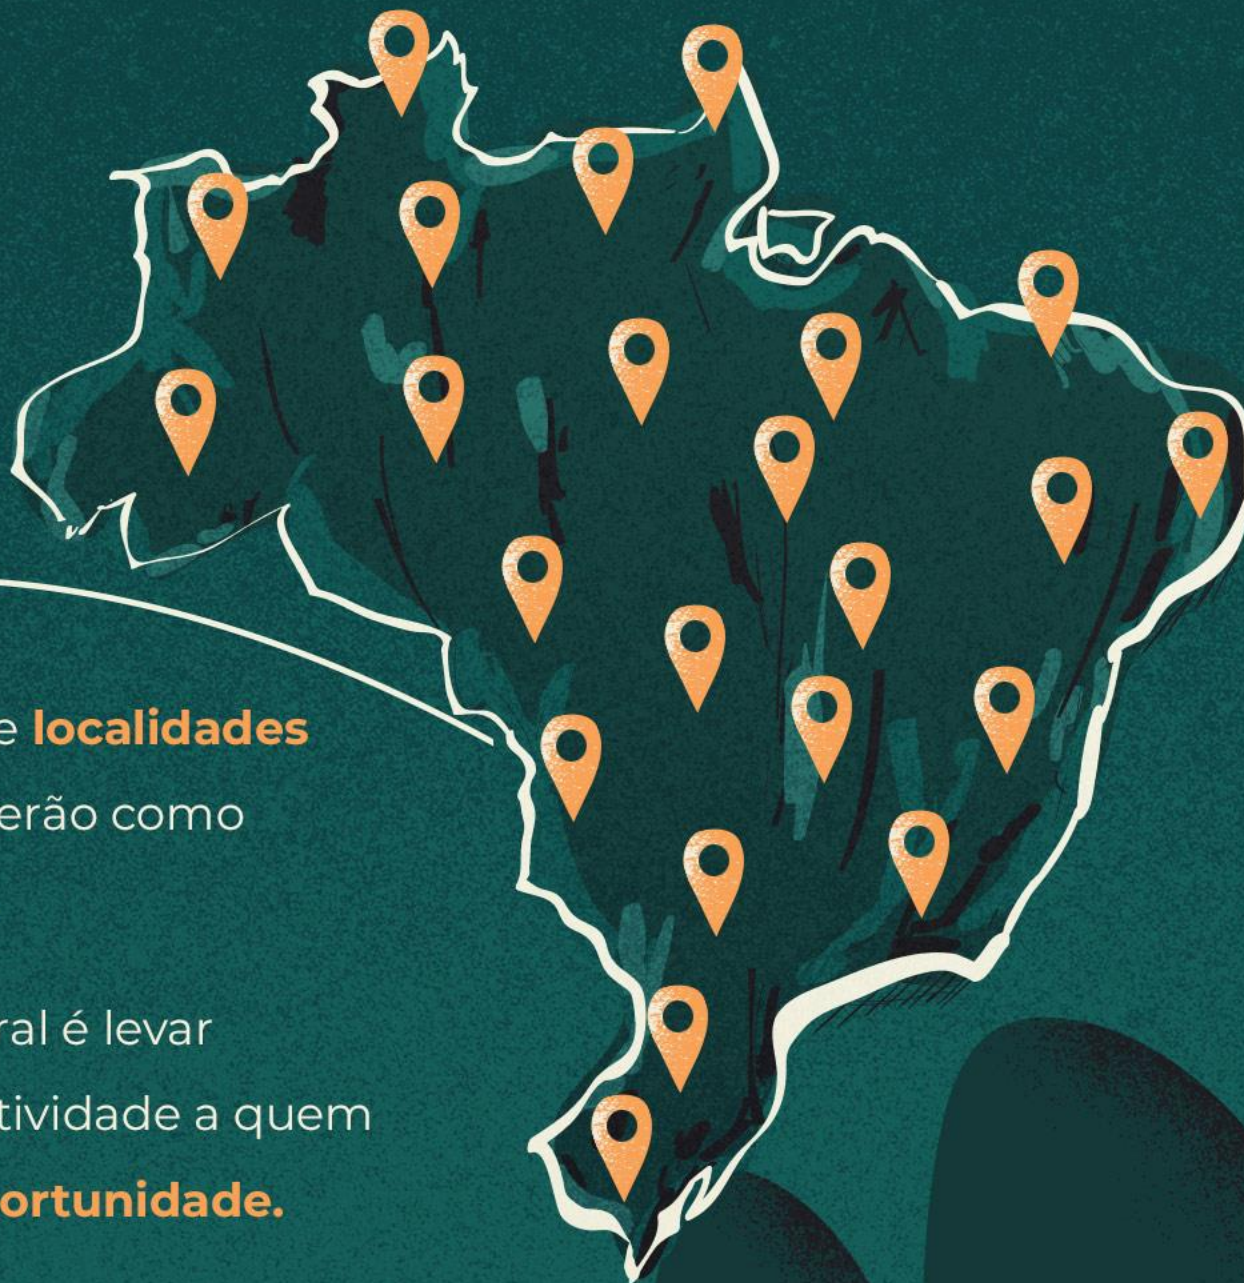 e localidades
erão como
ral é levar
tividade a quem
ortunidade.